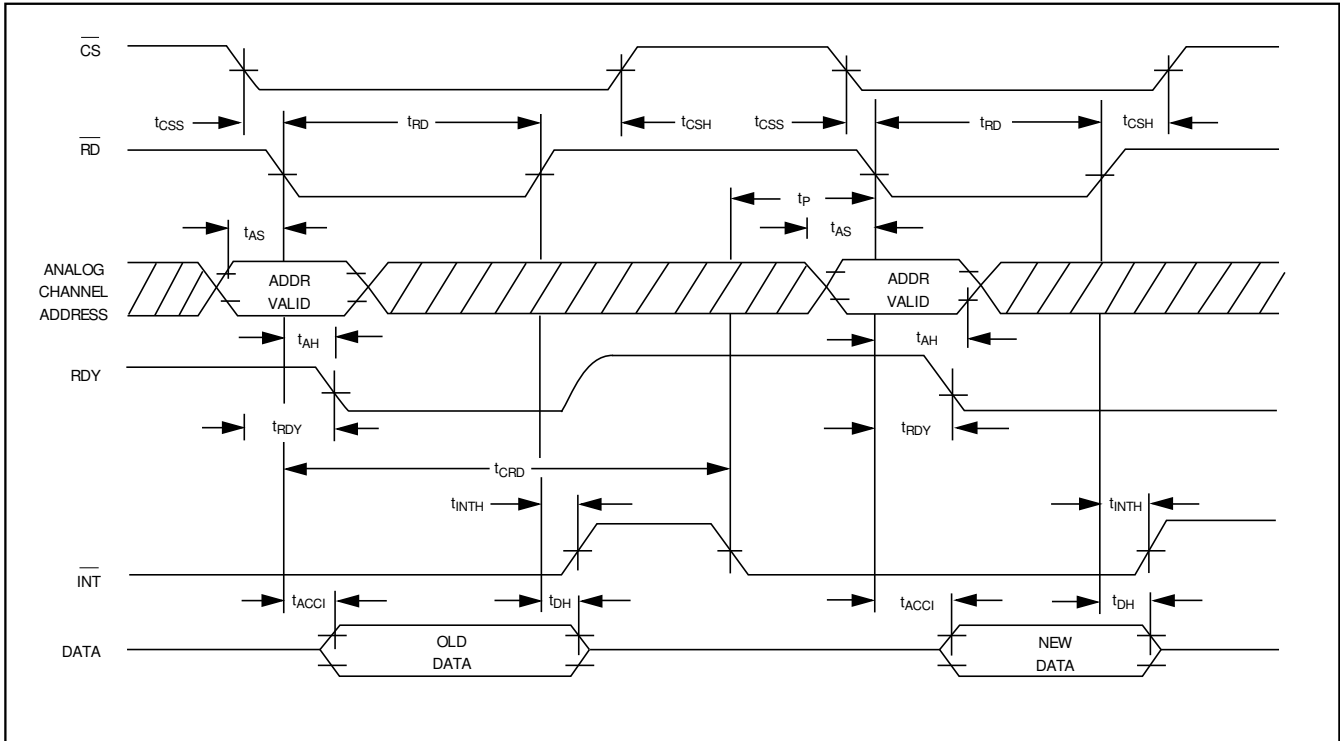 CS
tCSS
tRD
tCSH
tCSS
tRD
tCSH
RD
tP
tAS
tAS
ANALOG
CHANNEL
ADDRESS
ADDR
VALID
ADDR
VALID
tAH
tAH
RDY
tRDY
tRDY
tCRD
tINTH
tINTH
INT
tACCI
tDH
tACCI
tDH
DATA
OLD
DATA
NEW
DATA